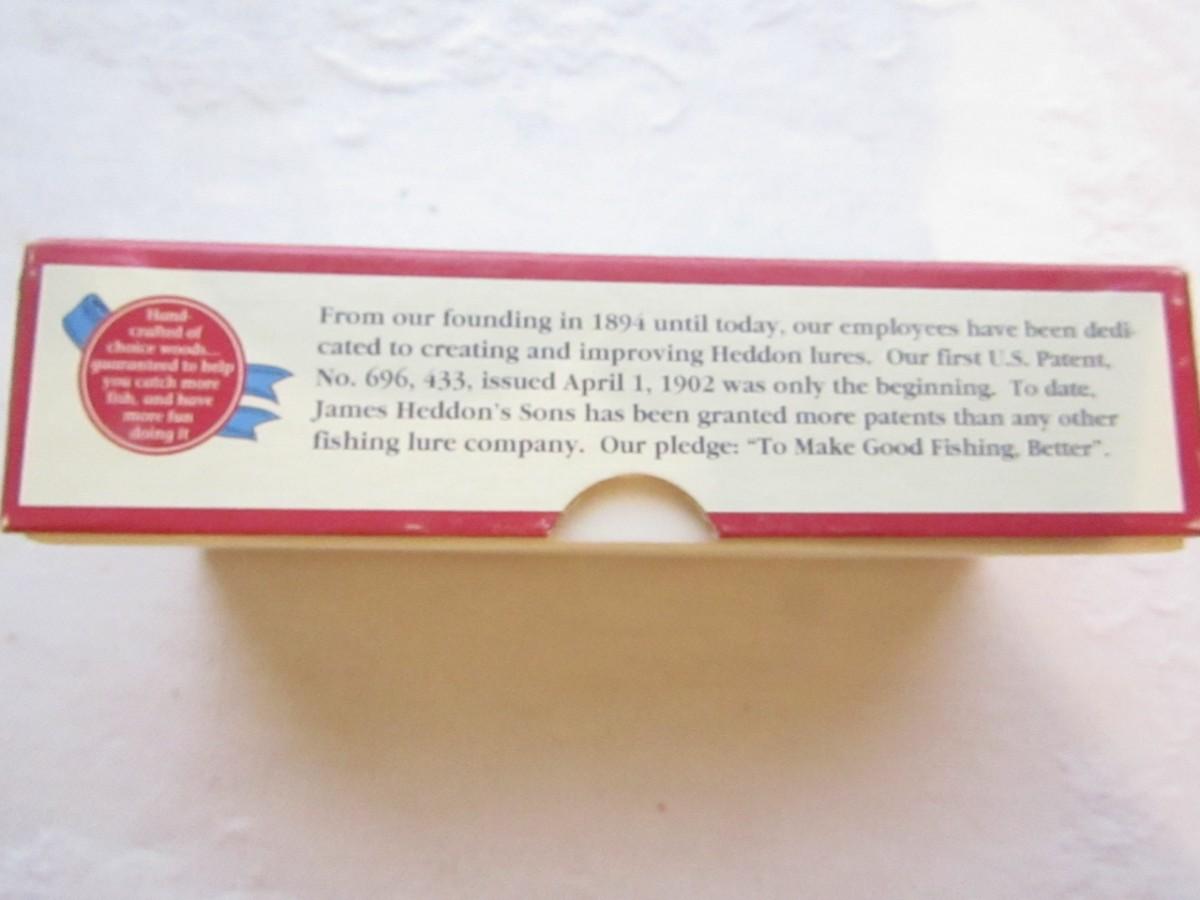 Hand-
crafted of
choice woods...
guaranteed to help
you catch more
fish, and have
more fun
doing it
From our founding in 1894 until today, our employees have been dedi-
cated to creating and improving Heddon lures. Our first U.S. Patent,
No. 696, 433, issued April 1, 1902 was only the beginning. To date,
James Heddon's Sons has been granted more patents than any other
fishing lure company. Our pledge: "To Make Good Fishing, Better".